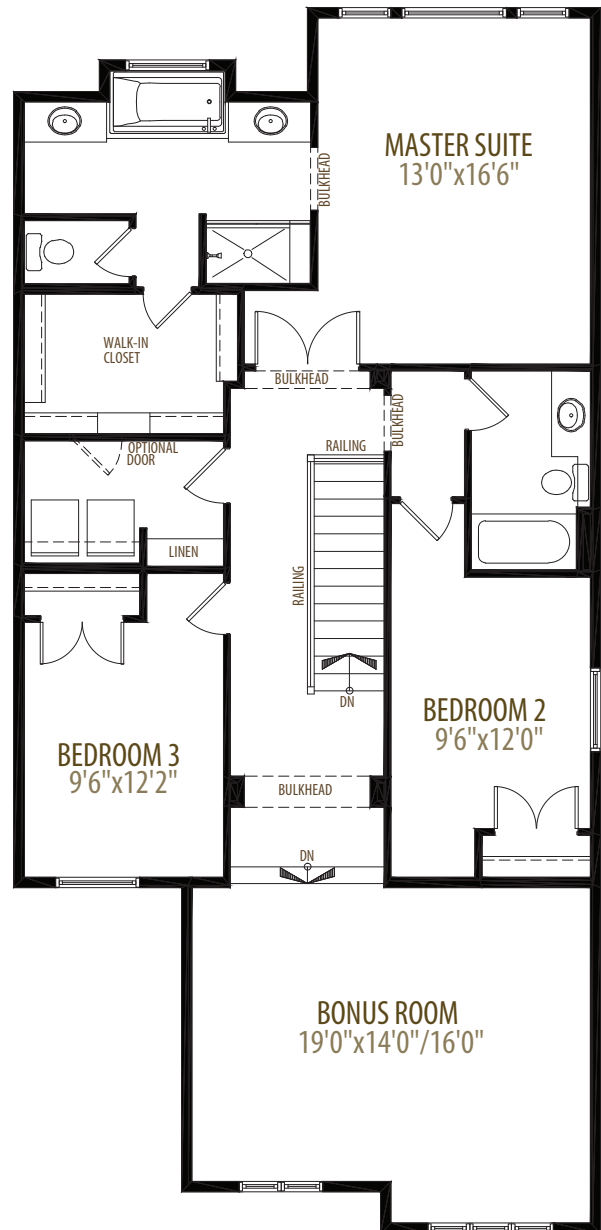 MASTER SUITE
13'0"x16'6"
BULKHEAD
WALK-IN
CLOSET
BULKHEAD
BULKHEAD
OPTIONAL
DOOR
RAILING
LINEN
RAILING
DN
BEDROOM 2
9'6"x12'0"
BEDROOM 3
9'6"x12'2"
BULKHEAD
DN
BONUS ROOM
19'0"x14'0"/16'0"